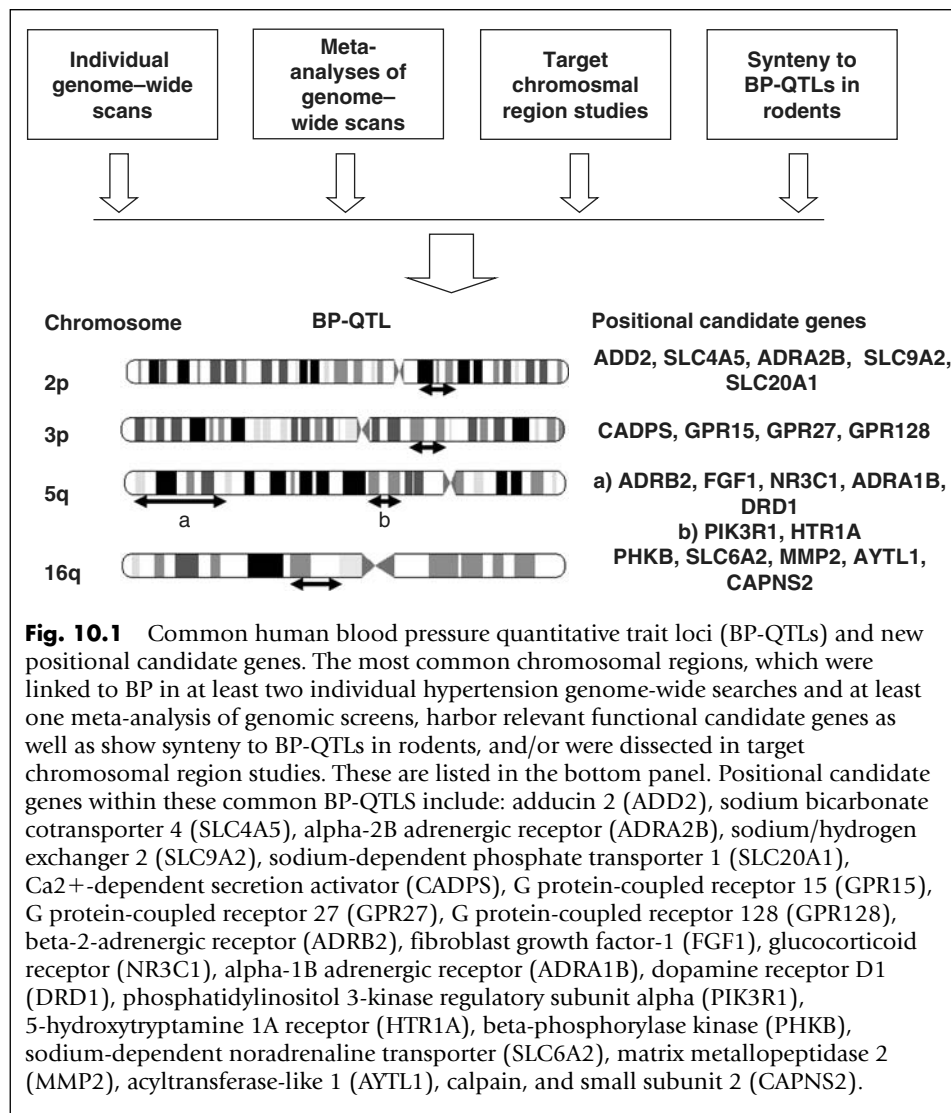 Individual
genome–wide
scans
Meta-
analyses of
genome–
wide scans
Target
chromosmal
region studies
Synteny to
BP-QTLs in
rodents
Chromosome BP-QTL Positional candidate genes
2p
ADD2, SLC4A5, ADRA2B, SLC9A2,
SLC20A1
3p
CADPS, GPR15, GPR27, GPR128
5q
a b
a) ADRB2, FGF1, NR3C1, ADRA1B,
DRD1
b) PIK3R1, HTR1A
16q
PHKB, SLC6A2, MMP2, AYTL1,
CAPNS2
Fig. 10.1 Common human blood pressure quantitative trait loci (BP-QTLs) and new
positional candidate genes. The most common chromosomal regions, which were
linked to BP in at least two individual hypertension genome-wide searches and at least
one meta-analysis of genomic screens, harbor relevant functional candidate genes as
well as show synteny to BP-QTLs in rodents, and/or were dissected in target
chromosomal region studies. These are listed in the bottom panel. Positional candidate
genes within these common BP-QTLS include: adducin 2 (ADD2), sodium bicarbonate
cotransporter 4 (SLC4A5), alpha-2B adrenergic receptor (ADRA2B), sodium/hydrogen
exchanger 2 (SLC9A2), sodium-dependent phosphate transporter 1 (SLC20A1),
Ca2+-dependent secretion activator (CADPS), G protein-coupled receptor 15 (GPR15),
G protein-coupled receptor 27 (GPR27), G protein-coupled receptor 128 (GPR128),
beta-2-adrenergic receptor (ADRB2), fibroblast growth factor-1 (FGF1), glucocorticoid
receptor (NR3C1), alpha-1B adrenergic receptor (ADRA1B), dopamine receptor D1
(DRD1), phosphatidylinositol 3-kinase regulatory subunit alpha (PIK3R1),
5-hydroxytryptamine 1A receptor (HTR1A), beta-phosphorylase kinase (PHKB),
sodium-dependent noradrenaline transporter (SLC6A2), matrix metallopeptidase 2
(MMP2), acyltransferase-like 1 (AYTL1), calpain, and small subunit 2 (CAPNS2).